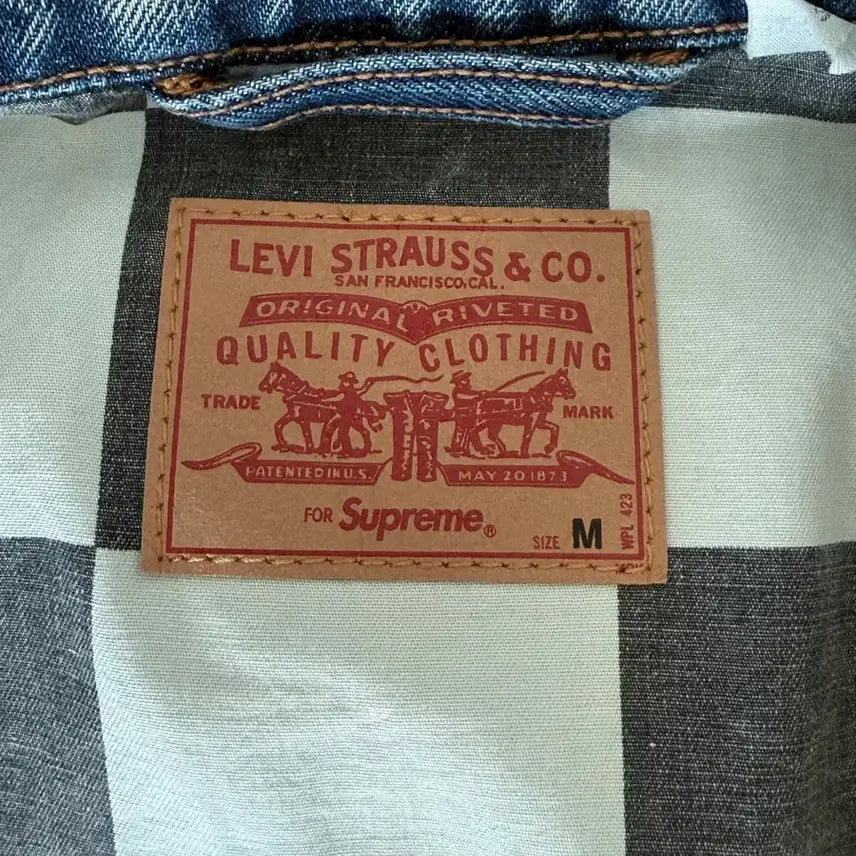 LEVI STRAUSS & CO.
SAN FRANCISCO, CAL.
ORIGINAL RIVETED
QUALITY CLOTHING
TRADE MARK
PATENTED IN U.S. MAY 20 1873
FOR Supreme®
SIZE M
WPL 423